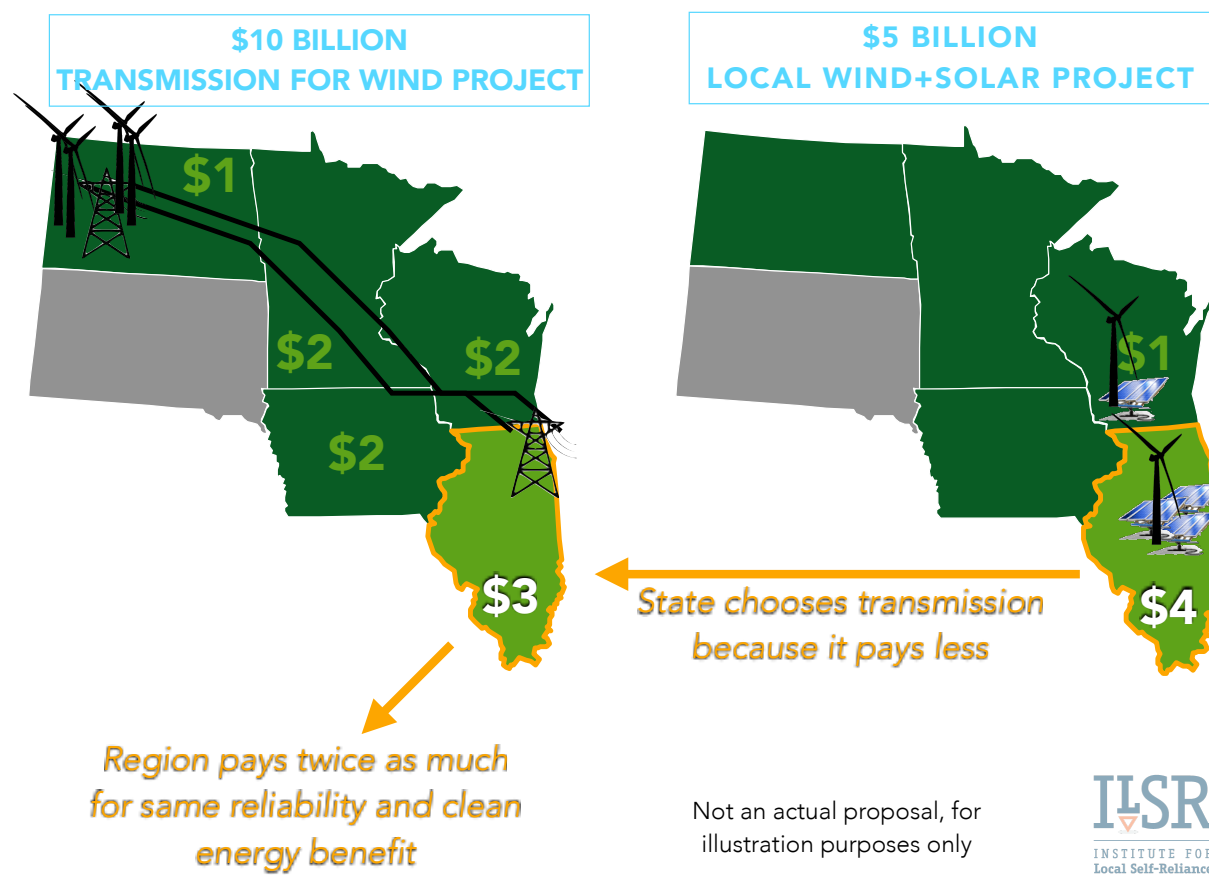 $10 BILLION
TRANSMISSION FOR WIND PROJECT
$5 BILLION
LOCAL WIND+SOLAR PROJECT
$1
$2
$2
$2
$3
$1
$4
State chooses transmission
because it pays less
Region pays twice as much
for same reliability and clean
energy benefit
Not an actual proposal, for
illustration purposes only
ILSR
INSTITUTE FOR
Local Self-Reliance